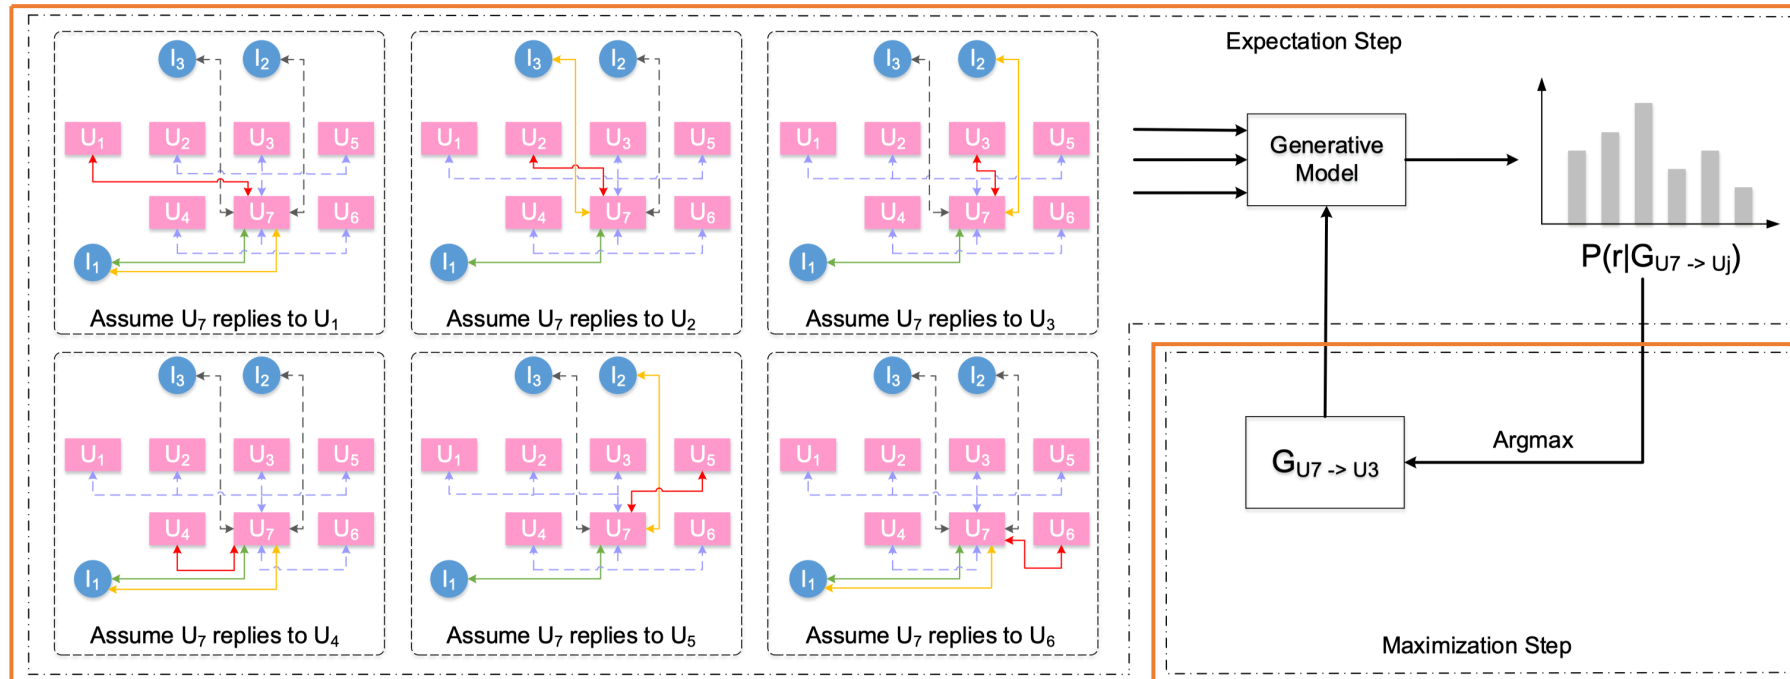 I3 I2
U1 U2 U3 U5
U4 U7 U6
I1
Assume U7 replies to U1
I3 I2
U1 U2 U3 U5
U4 U7 U6
I1
Assume U7 replies to U2
I3 I2
U1 U2 U3 U5
U4 U7 U6
I1
Assume U7 replies to U3
Expectation Step
Generative
Model
P(r|GU7 -> Uj)
I3 I2
U1 U2 U3 U5
U4 U7 U6
I1
Assume U7 replies to U4
I3 I2
U1 U2 U3 U5
U4 U7 U6
I1
Assume U7 replies to U5
I3 I2
U1 U2 U3 U5
U4 U7 U6
I1
Assume U7 replies to U6
Argmax
GU7 -> U3
Maximization Step